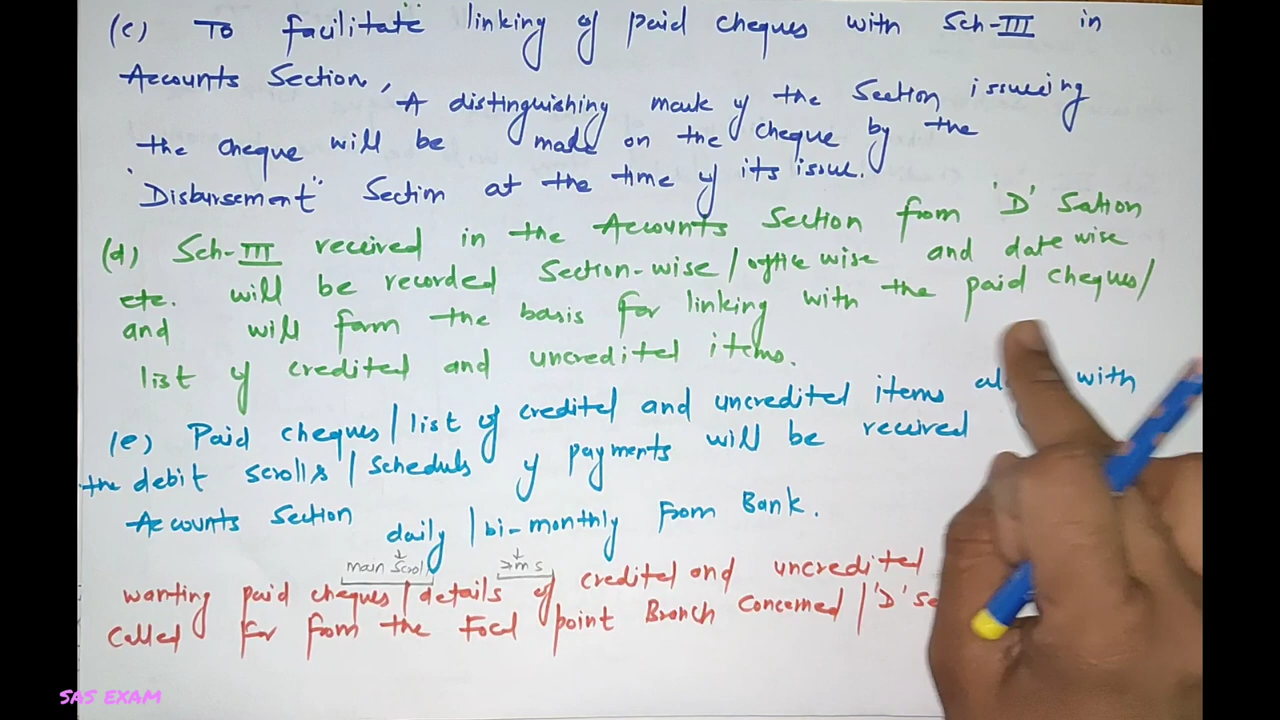 (c) To facilitate linking of paid cheques with Sch-III in
Accounts Section, A distinguishing mark of the Section issuing
the cheque will be made on the cheque by the
"Disbursement" Section at the time of its issue.
(d) Sch-III received in the Accounts Section from 'D' Section
etc. will be recorded Section-wise/office wise and date wise
and will form the basis for linking with the paid cheques/
list of credited and uncredited items.
(e) Paid cheques/list of credited and uncredited items with
the debit scrolls/schedules of payments will be received
Accounts Section daily/bi-monthly from Bank.
main scroll
wanting paid cheques/details of credited and uncredited
called for from the Focal point Branch concerned/'D'
SAS EXAM